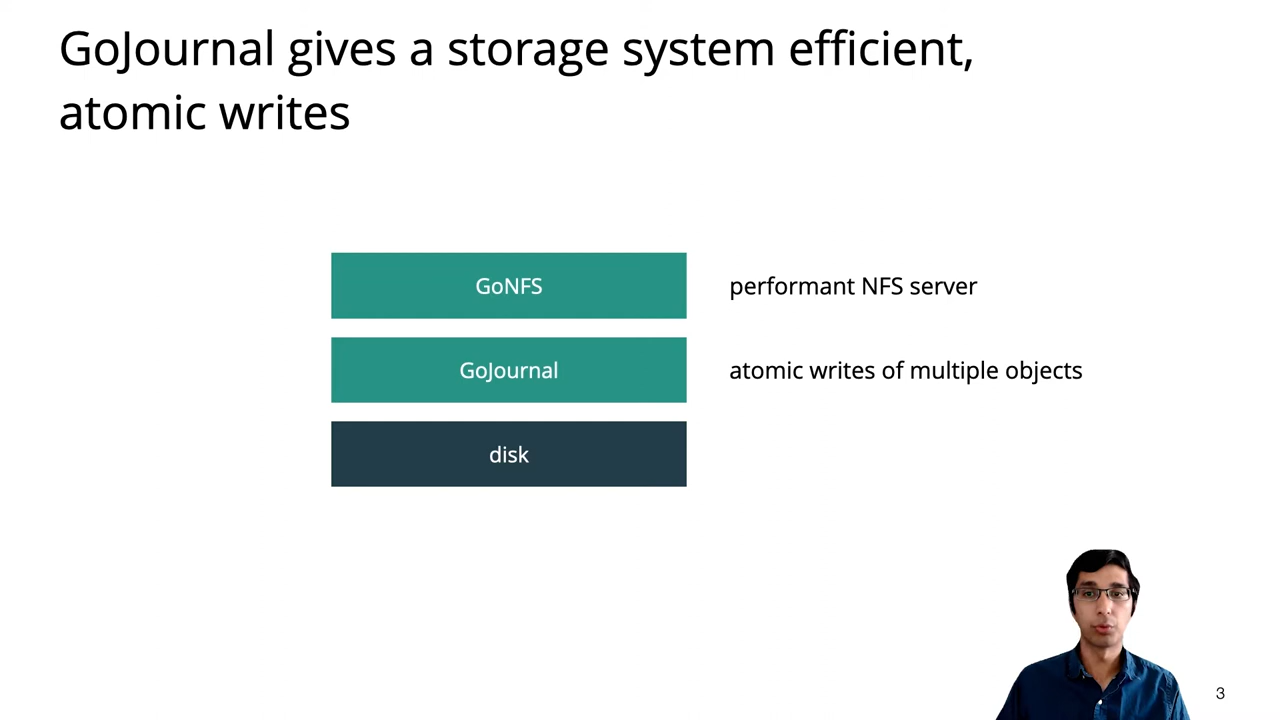 GoJournal gives a storage system efficient,
atomic writes
GoNFS
performant NFS server
GoJournal
atomic writes of multiple objects
disk
3